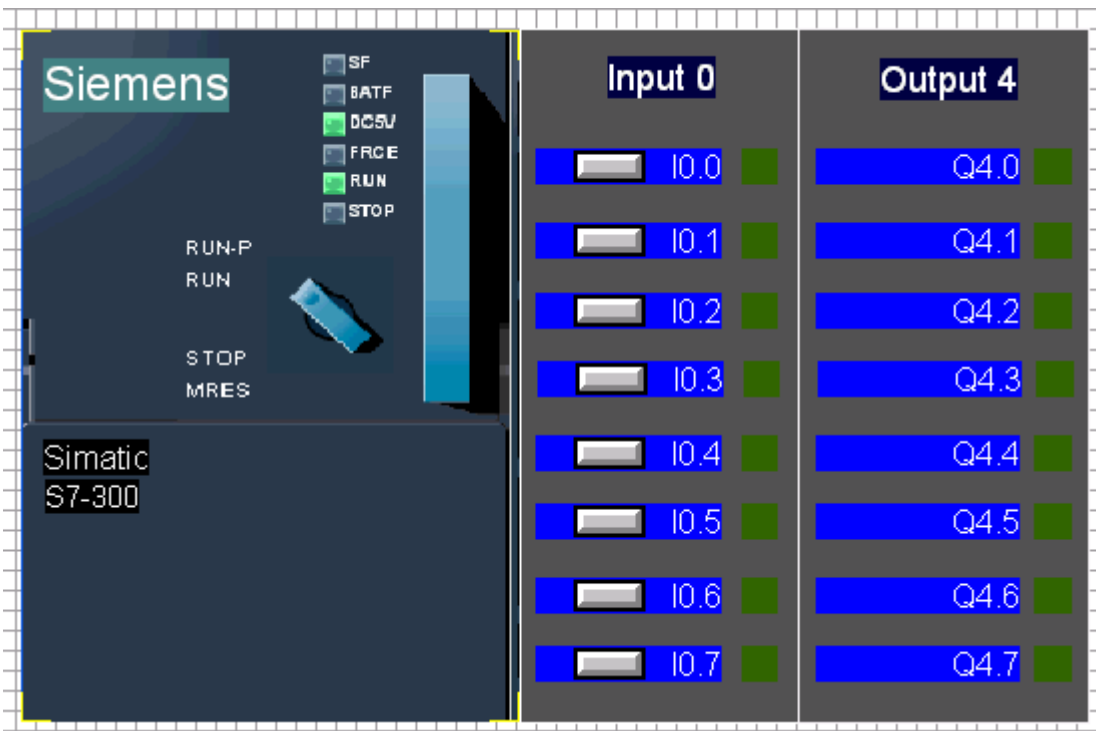 Siemens
SF
BATF
DC5V
FRCE
RUN
STOP
RUN-P
RUN
STOP
MRES
Simatic
S7-300
Input 0
I0.0
I0.1
I0.2
I0.3
I0.4
I0.5
I0.6
I0.7
Output 4
Q4.0
Q4.1
Q4.2
Q4.3
Q4.4
Q4.5
Q4.6
Q4.7